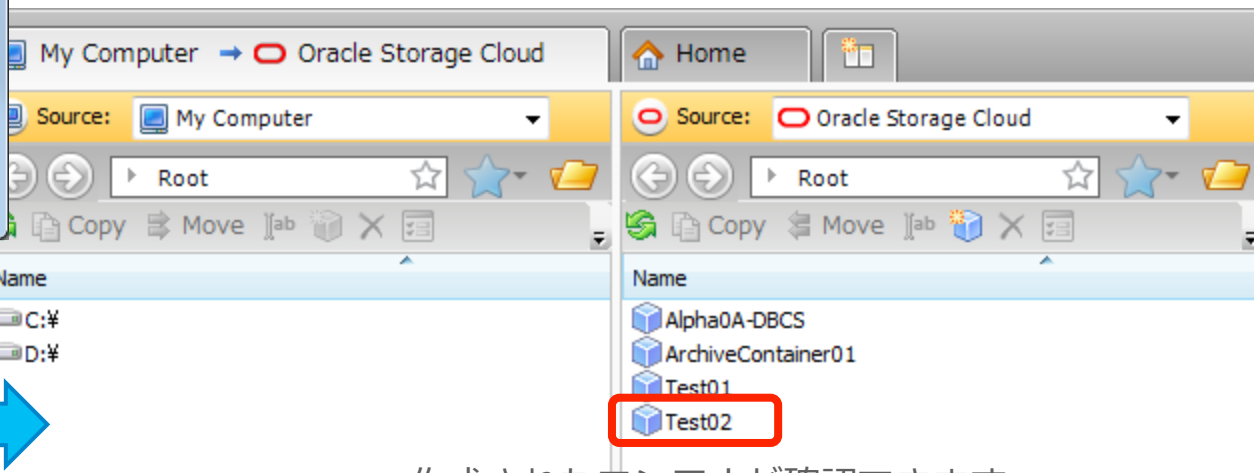 My Computer → Oracle Storage Cloud
Home
Source: My Computer
Source: Oracle Storage Cloud
Root
Root
Copy Move
Copy Move
Name
Name
C:¥
D:¥
Alpha0A-DBCS
ArchiveContainer01
Test01
Test02